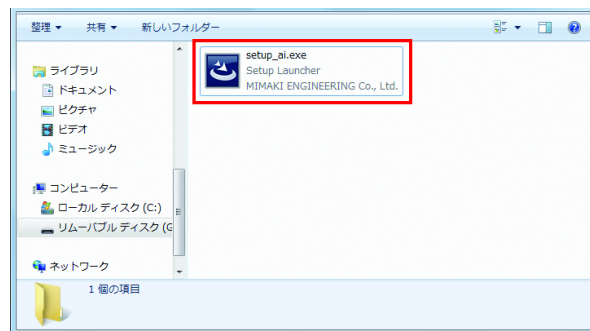 整理 共有 新しいフォルダー
ライブラリ
ドキュメント
ピクチャ
ビデオ
ミュージック
コンピューター
ローカル ディスク (C:)
リムーバブル ディスク (G
ネットワーク
setup_ai.exe
Setup Launcher
MIMAKI ENGINEERING Co., Ltd.
1 個の項目